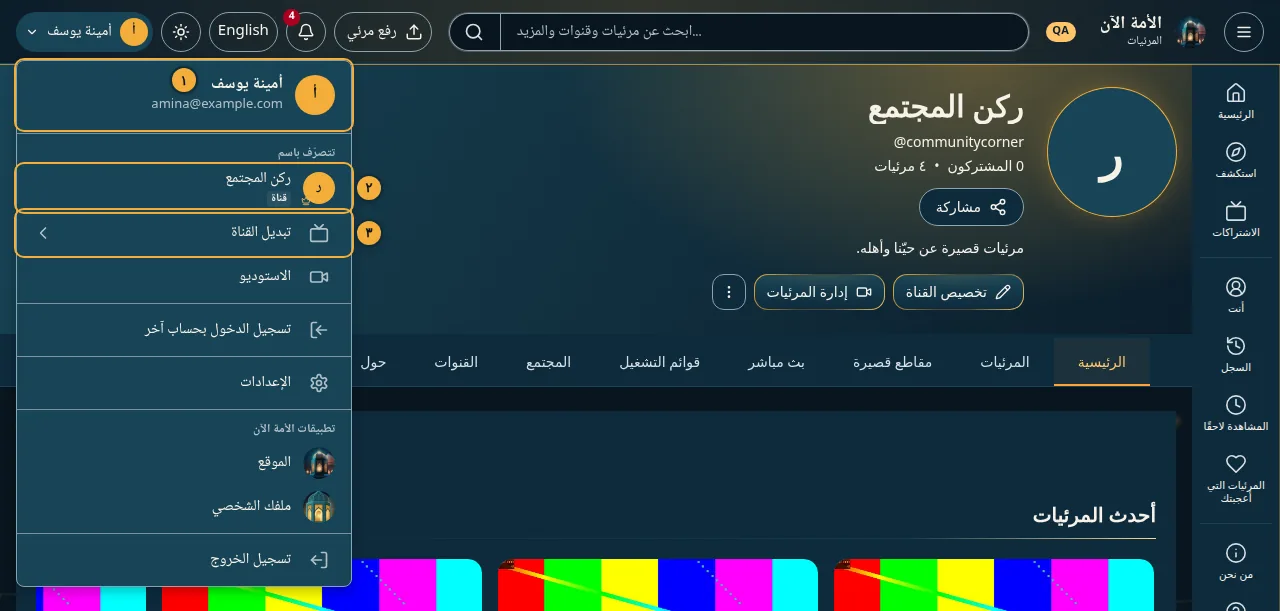 الأمة الآن
المرئيات
QA
ابحث عن مرئيات وقنوات والمزيد...
رفع مرئي
4
English
أ
أمينة يوسف
الرئيسية
استكشف
الاشتراكات
أنت
السجل
المشاهدة لاحقًا
المرئيات التي أعجبتك
من نحن
ر
ركن المجتمع
@communitycorner
0 المشتركون • ٤ مرئيات
مشاركة
مرئيات قصيرة عن حيّنا وأهله.
تخصيص القناة
إدارة المرئيات
الرئيسية
المرئيات
مقاطع قصيرة
بث مباشر
قوائم التشغيل
المجتمع
القنوات
حول
أحدث المرئيات
أ
أمينة يوسف
١
amina@example.com
تتصرّف باسم
ر
ركن المجتمع
قناة
٢
تبديل القناة
٣
الاستوديو
تسجيل الدخول بحساب آخر
الإعدادات
تطبيقات الأمة الآن
الموقع
ملفك الشخصي
تسجيل الخروج